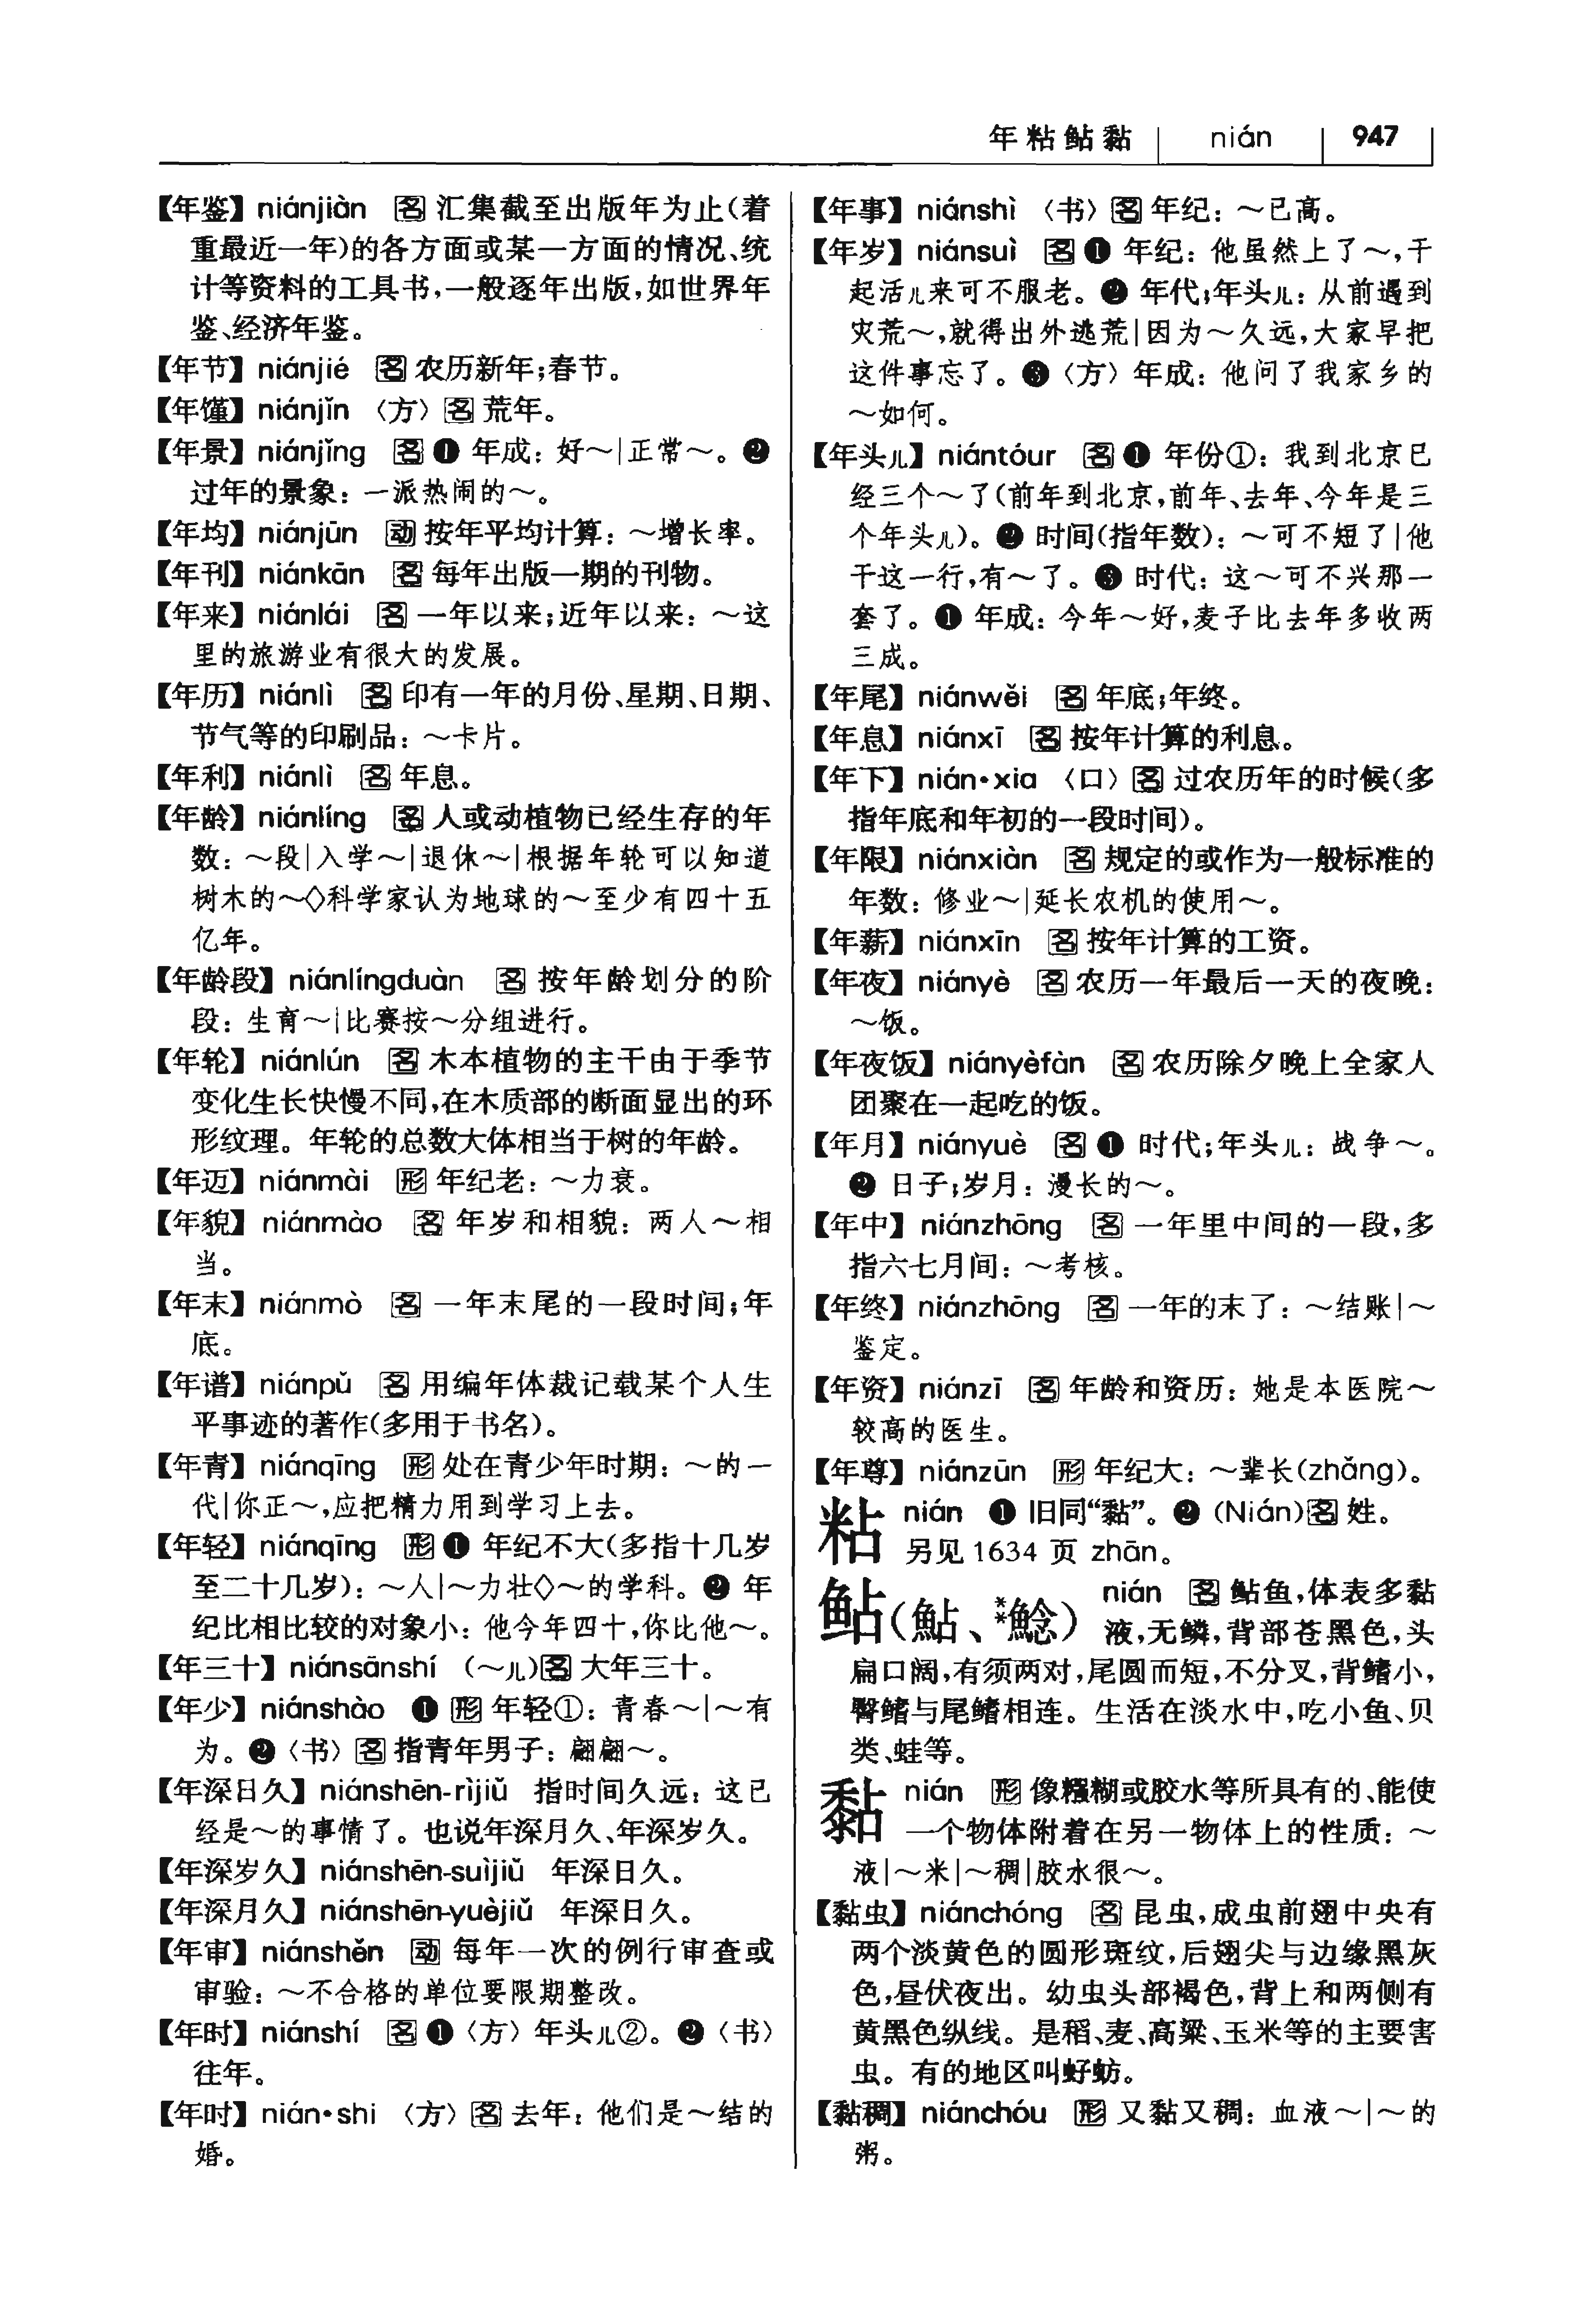 年粘鲇黏 nián 947
【年鉴】niánjiàn 名 汇集截至出版年为止(着
重最近一年)的各方面或某一方面的情况、统
计等资料的工具书,一般逐年出版,如世界年
鉴、经济年鉴。
【年节】niánjié 名 农历新年;春节。
【年馑】niánjǐn 〈方〉名 荒年。
【年景】niánjǐng 名 ❶ 年成:好～|正常～。❷
过年的景象:一派热闹的～。
【年均】niánjūn 动 按年平均计算:～增长率。
【年刊】niánkān 名 每年出版一期的刊物。
【年来】niánlái 名 一年以来;近年以来:～这
里的旅游业有很大的发展。
【年历】niánlì 名 印有一年的月份、星期、日期、
节气等的印刷品:～卡片。
【年利】niánlì 名 年息。
【年龄】niánlíng 名 人或动植物已经生存的年
数:～段|入学～|退休～|根据年轮可以知道
树木的～◇科学家认为地球的～至少有四十五
亿年。
【年龄段】niánlíngduàn 名 按年龄划分的阶
段:生育～|比赛按～分组进行。
【年轮】niánlún 名 木本植物的主干由于季节
变化生长快慢不同,在木质部的断面显出的环
形纹理。年轮的总数大体相当于树的年龄。
【年迈】niánmài 形 年纪老:～力衰。
【年貌】niánmào 名 年岁和相貌:两人～相
当。
【年末】niánmò 名 一年末尾的一段时间;年
底。
【年谱】niánpǔ 名 用编年体裁记载某个人生
平事迹的著作(多用于书名)。
【年青】niánqīng 形 处在青少年时期:～的一
代|你正～,应把精力用到学习上去。
【年轻】niánqīng 形 ❶ 年纪不大(多指十几岁
至二十几岁):～人|～力壮◇～的学科。❷ 年
纪比相比较的对象小:他今年四十,你比他～。
【年三十】niánsānshí (～儿)名 大年三十。
【年少】niánshào ❶ 形 年轻①:青春～|～有
为。❷〈书〉名 指青年男子:翩翩～。
【年深日久】niánshēn-rìjiǔ 指时间久远:这已
经是～的事情了。也说年深月久、年深岁久。
【年深岁久】niánshēn-suìjiǔ 年深日久。
【年深月久】niánshēn-yuèjiǔ 年深日久。
【年审】niánshěn 动 每年一次的例行审查或
审验:～不合格的单位要限期整改。
【年时】niánshí 名 ❶〈方〉年头儿②。❷〈书〉
往年。
【年时】nián•shi 〈方〉名 去年:他们是～结的
婚。
【年事】niánshì 〈书〉名 年纪:～已高。
【年岁】niánsuì 名 ❶ 年纪:他虽然上了～,干
起活儿来可不服老。❷ 年代;年头儿:从前遇到
灾荒～,就得出外逃荒|因为～久远,大家早把
这件事忘了。❸〈方〉年成:他问了我家乡的
～如何。
【年头儿】niántóur 名 ❶ 年份①:我到北京已
经三个～了(前年到北京,前年、去年、今年是三
个年头儿)。❷ 时间(指年数):～可不短了|他
干这一行,有～了。❸ 时代:这～可不兴那一
套了。❹ 年成:今年～好,麦子比去年多收两
三成。
【年尾】niánwěi 名 年底;年终。
【年息】niánxī 名 按年计算的利息。
【年下】nián•xia 〈口〉名 过农历年的时候(多
指年底和年初的一段时间)。
【年限】niánxiàn 名 规定的或作为一般标准的
年数:修业～|延长农机的使用～。
【年薪】niánxīn 名 按年计算的工资。
【年夜】niányè 名 农历一年最后一天的夜晚:
～饭。
【年夜饭】niányèfàn 名 农历除夕晚上全家人
团聚在一起吃的饭。
【年月】niányuè 名 ❶ 时代;年头儿:战争～。
❷ 日子;岁月:漫长的～。
【年中】niánzhōng 名 一年里中间的一段,多
指六七月间:～考核。
【年终】niánzhōng 名 一年的末了:～结账|～
鉴定。
【年资】niánzī 名 年龄和资历:她是本医院～
较高的医生。
【年尊】niánzūn 形 年纪大:～辈长(zhǎng)。
粘 nián ❶ 旧同“黏”。❷ (Nián)名 姓。
另见1634 页 zhān。
鲇(鮎、**鯰) nián 名 鲇鱼,体表多黏
液,无鳞,背部苍黑色,头
扁口阔,有须两对,尾圆而短,不分叉,背鳍小,
臀鳍与尾鳍相连。生活在淡水中,吃小鱼、贝
类、蛙等。
黏 nián 形 像糨糊或胶水等所具有的、能使
一个物体附着在另一物体上的性质:～
液|～米|～稠|胶水很～。
【黏虫】niánchóng 名 昆虫,成虫前翅中央有
两个淡黄色的圆形斑纹,后翅尖与边缘黑灰
色,昼伏夜出。幼虫头部褐色,背上和两侧有
黄黑色纵线。是稻、麦、高粱、玉米等的主要害
虫。有的地区叫虸蚄。
【黏稠】niánchóu 形 又黏又稠:血液～|～的
粥。